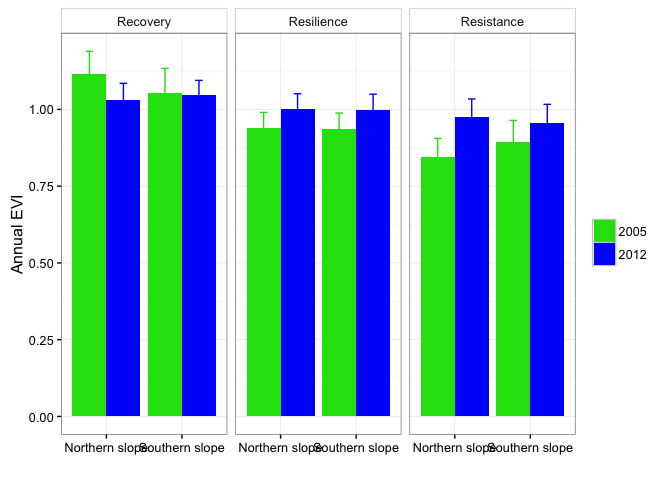 Recovery
Resilience
Resistance
Annual EVI
1.00
0.75
0.50
0.25
0.00
Northern slope Southern slope
Northern slope Southern slope
Northern slope Southern slope
2005
2012